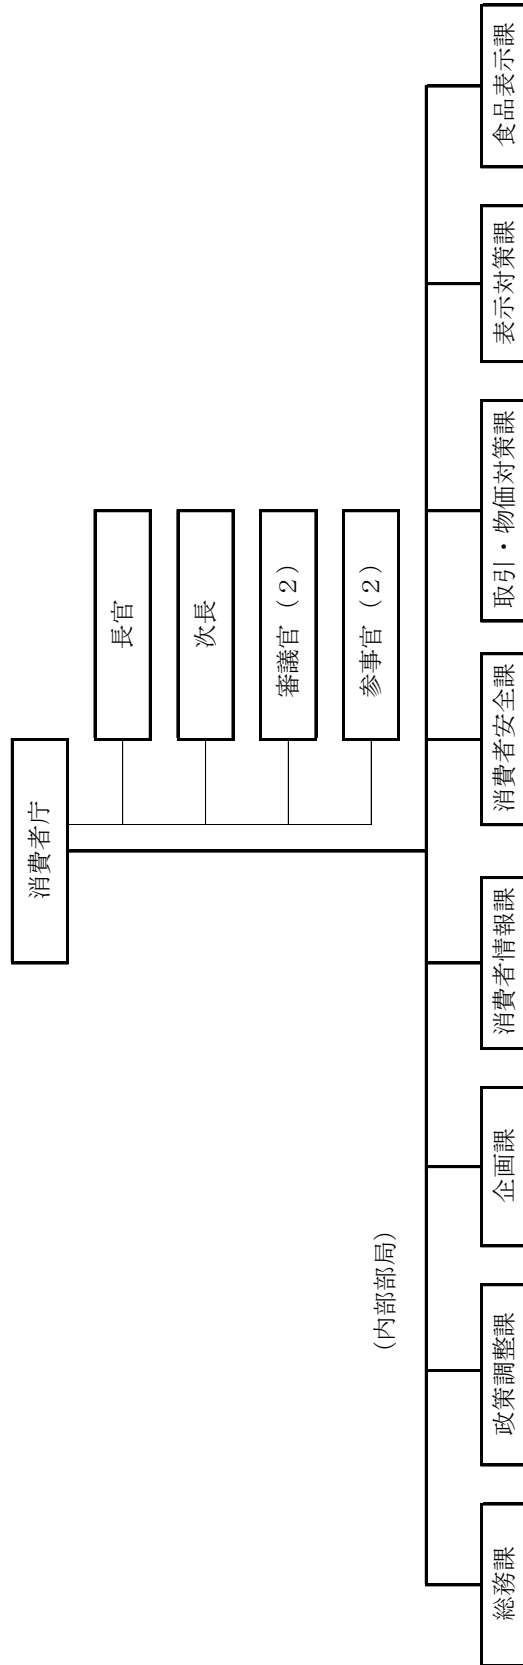 消費者庁
長官
次長
審議官（２）
参事官（２）
(内部部局)
総務課
政策調整課
企画課
消費者情報課
消費者安全課
取引・物価対策課
表示対策課
食品表示課